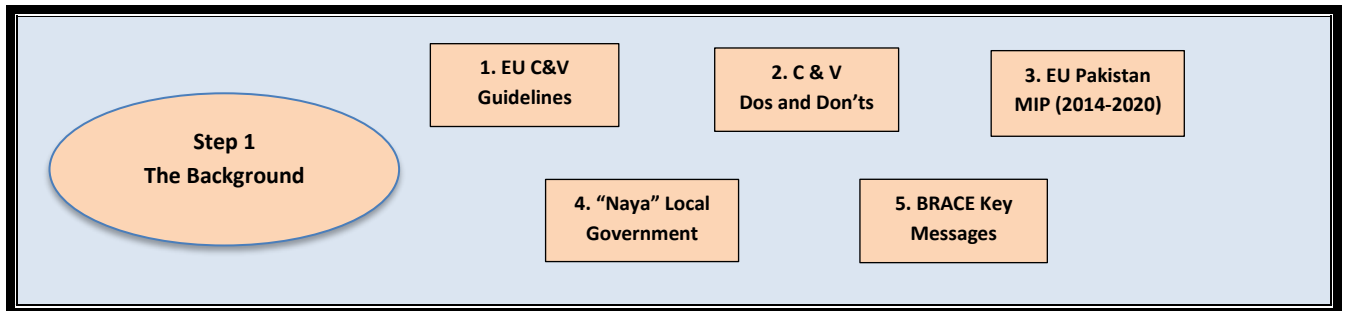 Step 1
The Background
1. EU C&V
Guidelines
2. C & V
Dos and Don’ts
3. EU Pakistan
MIP (2014-2020)
4. “Naya” Local
Government
5. BRACE Key
Messages